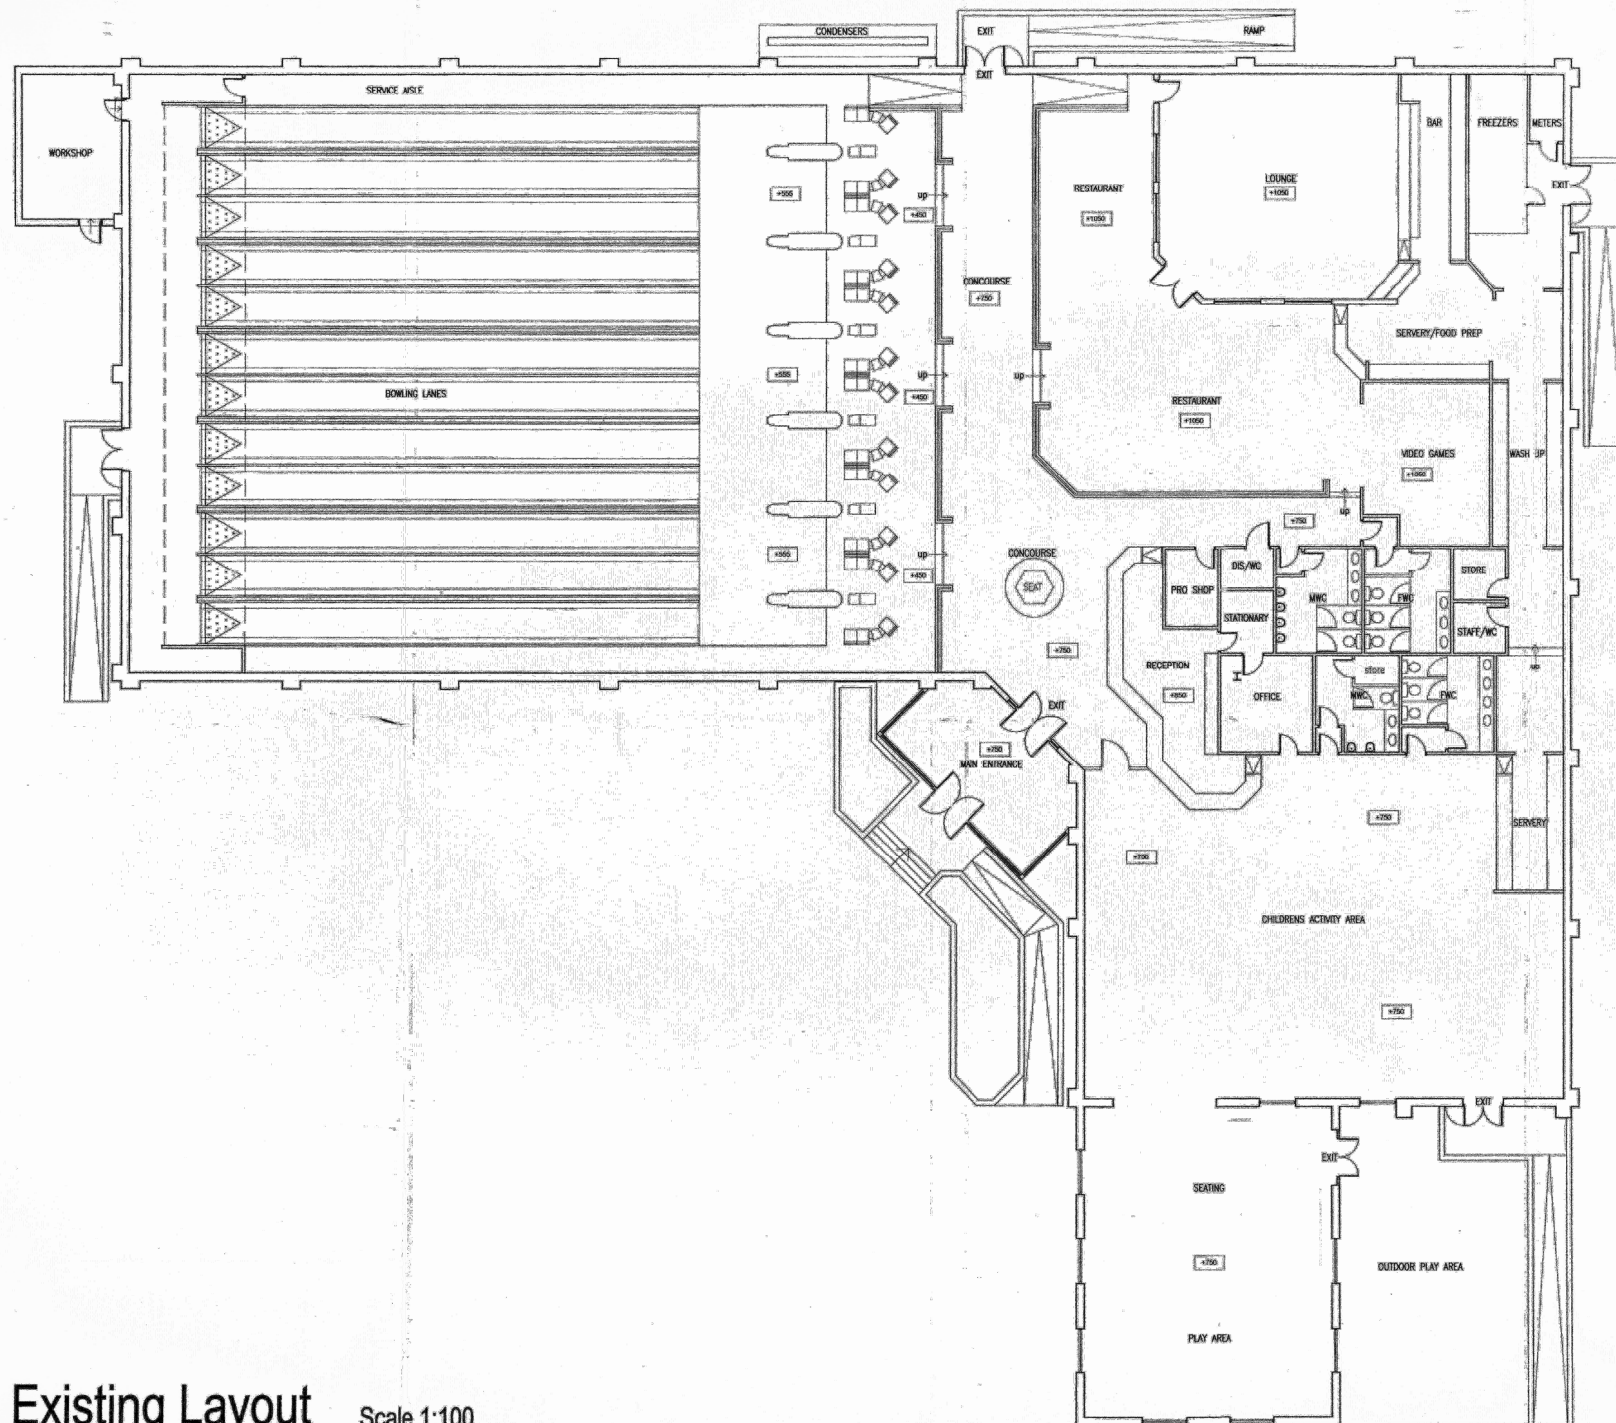 CONDENSERS
EXIT
RAMP
EXIT
SERVICE AISLE
WORKSHOP
BAR
FREEZERS
METERS
LOUNGE
+1050
RESTAURANT
+1050
EXIT
+555
up
+450
CONCOURSE
+750
SERVERY/FOOD PREP
+555
up
+450
up
BOWLING LANES
RESTAURANT
+1050
VIDEO GAMES
WASH UP
up
+750
+555
up
+450
CONCOURSE
SEAT
DIS/WC
PRO SHOP
STATIONARY
MWC
FWC
STORE
STAFF/WC
+750
RECEPTION
store
up
OFFICE
MWC
FWC
EXIT
+750
MAIN ENTRANCE
+750
SERVERY
CHILDRENS ACTIVITY AREA
+750
EXIT
EXIT
SEATING
+750
OUTDOOR PLAY AREA
PLAY AREA
Existing Layout
Scale 1:100